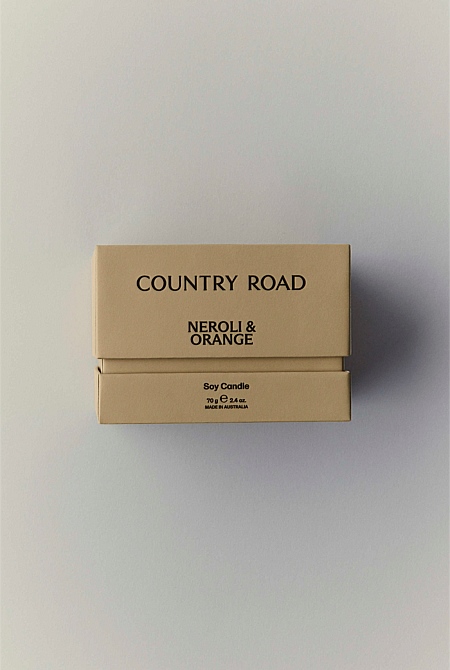 COUNTRY ROAD
NEROLI &
ORANGE
Soy Candle
70 g ℮ 2.4 oz.
MADE IN AUSTRALIA